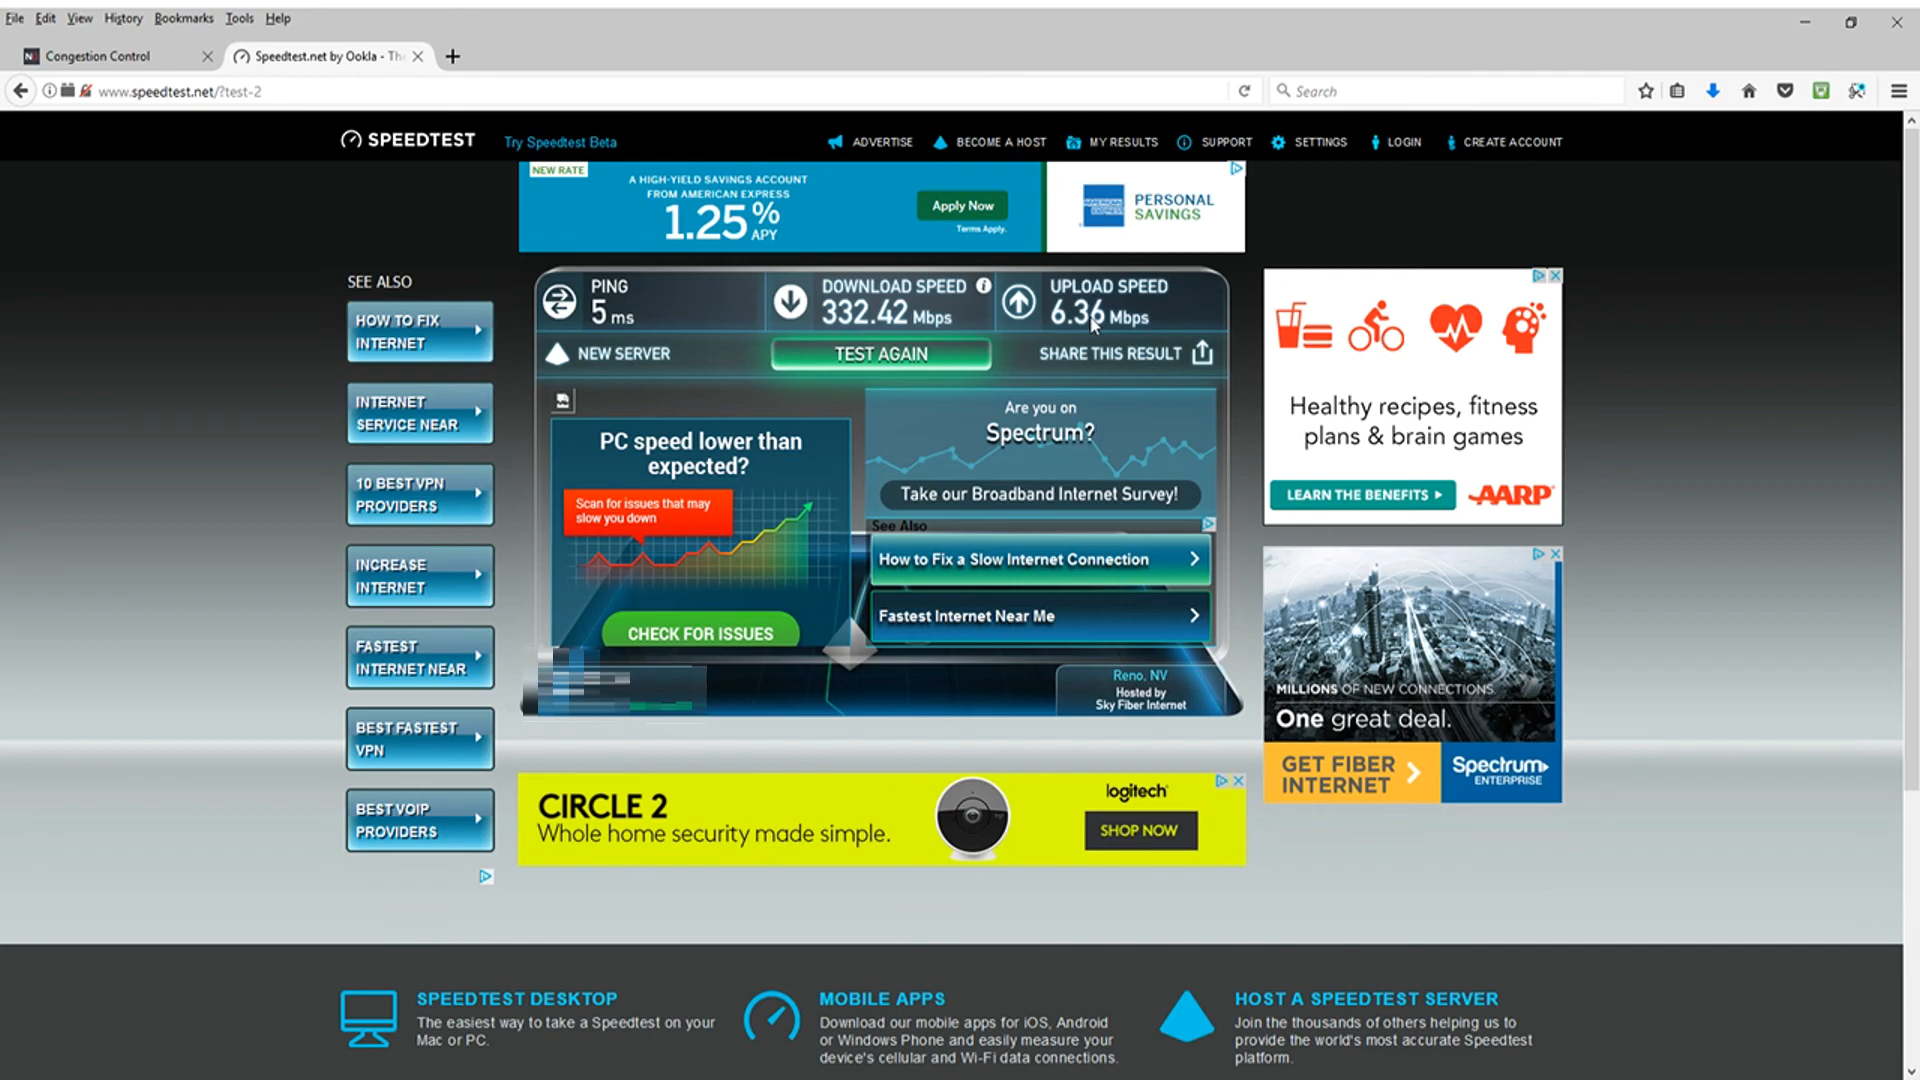 File Edit View History Bookmarks Tools Help
Congestion Control
Speedtest.net by Ookla - Th
www.speedtest.net/?test-2
Search
SPEEDTEST
Try Speedtest Beta
ADVERTISE
BECOME A HOST
MY RESULTS
SUPPORT
SETTINGS
LOGIN
CREATE ACCOUNT
NEW RATE
A HIGH-YIELD SAVINGS ACCOUNT
FROM AMERICAN EXPRESS
1.25% APY
Apply Now
Terms Apply.
AMERICAN EXPRESS
PERSONAL
SAVINGS
SEE ALSO
HOW TO FIX
INTERNET
INTERNET
SERVICE NEAR
10 BEST VPN
PROVIDERS
INCREASE
INTERNET
FASTEST
INTERNET NEAR
BEST FASTEST
VPN
BEST VOIP
PROVIDERS
PING
5 ms
DOWNLOAD SPEED
332.42 Mbps
UPLOAD SPEED
6.36 Mbps
NEW SERVER
TEST AGAIN
SHARE THIS RESULT
PC speed lower than
expected?
Scan for issues that may
slow you down
CHECK FOR ISSUES
Are you on
Spectrum?
Take our Broadband Internet Survey!
See Also
How to Fix a Slow Internet Connection
Fastest Internet Near Me
Reno, NV
Hosted by
Sky Fiber Internet
Healthy recipes, fitness
plans & brain games
LEARN THE BENEFITS
AARP
MILLIONS OF NEW CONNECTIONS.
One great deal.
GET FIBER
INTERNET
Spectrum
ENTERPRISE
CIRCLE 2
Whole home security made simple.
logitech
SHOP NOW
SPEEDTEST DESKTOP
The easiest way to take a Speedtest on your
Mac or PC.
MOBILE APPS
Download our mobile apps for iOS, Android
or Windows Phone and easily measure your
device's cellular and Wi-Fi data connections.
HOST A SPEEDTEST SERVER
Join the thousands of others helping us to
provide the world's most accurate Speedtest
platform.